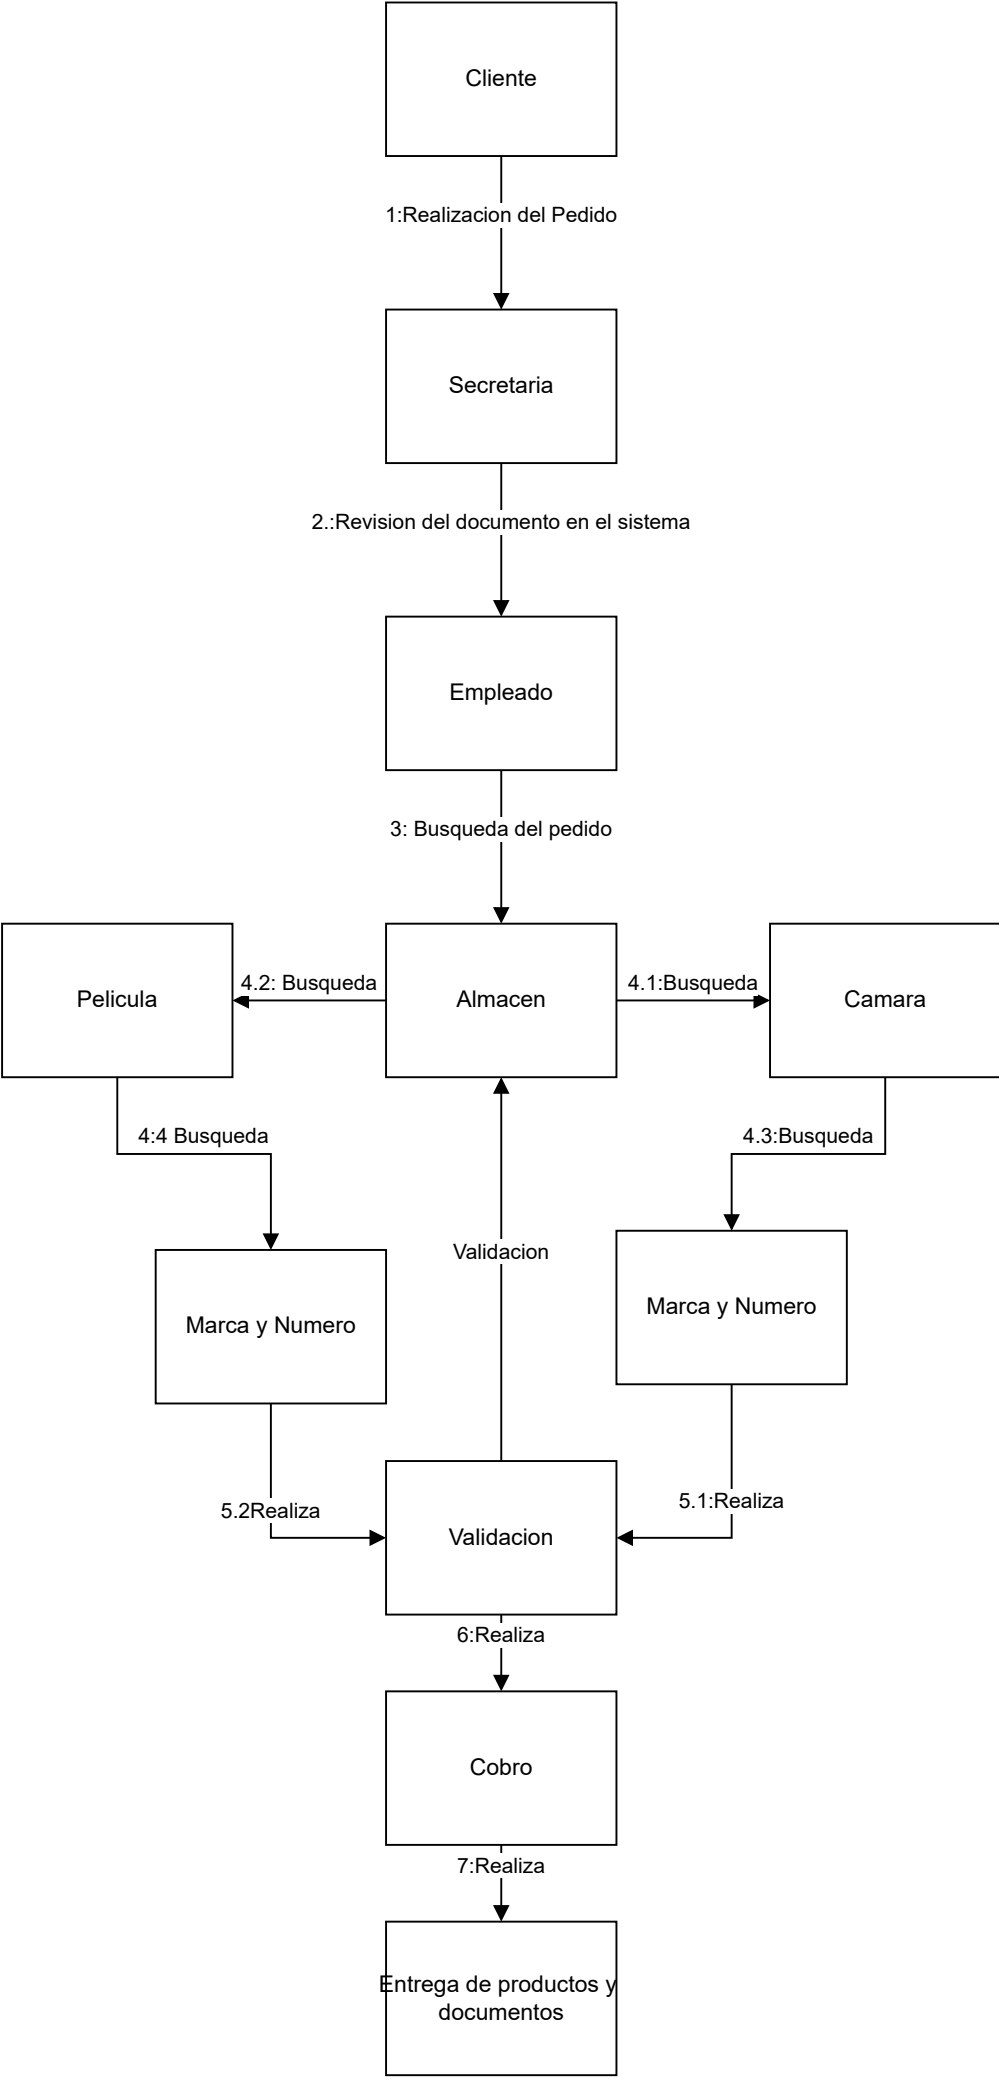 Cliente
1:Realizacion del Pedido
Secretaria
2.:Revision del documento en el sistema
Empleado
3: Busqueda del pedido
Pelicula
4.2: Busqueda
Almacen
4.1:Busqueda
Camara
4:4 Busqueda
4.3:Busqueda
Validacion
Marca y Numero
Marca y Numero
5.2Realiza
5.1:Realiza
Validacion
6:Realiza
Cobro
7:Realiza
Entrega de productos y
documentos